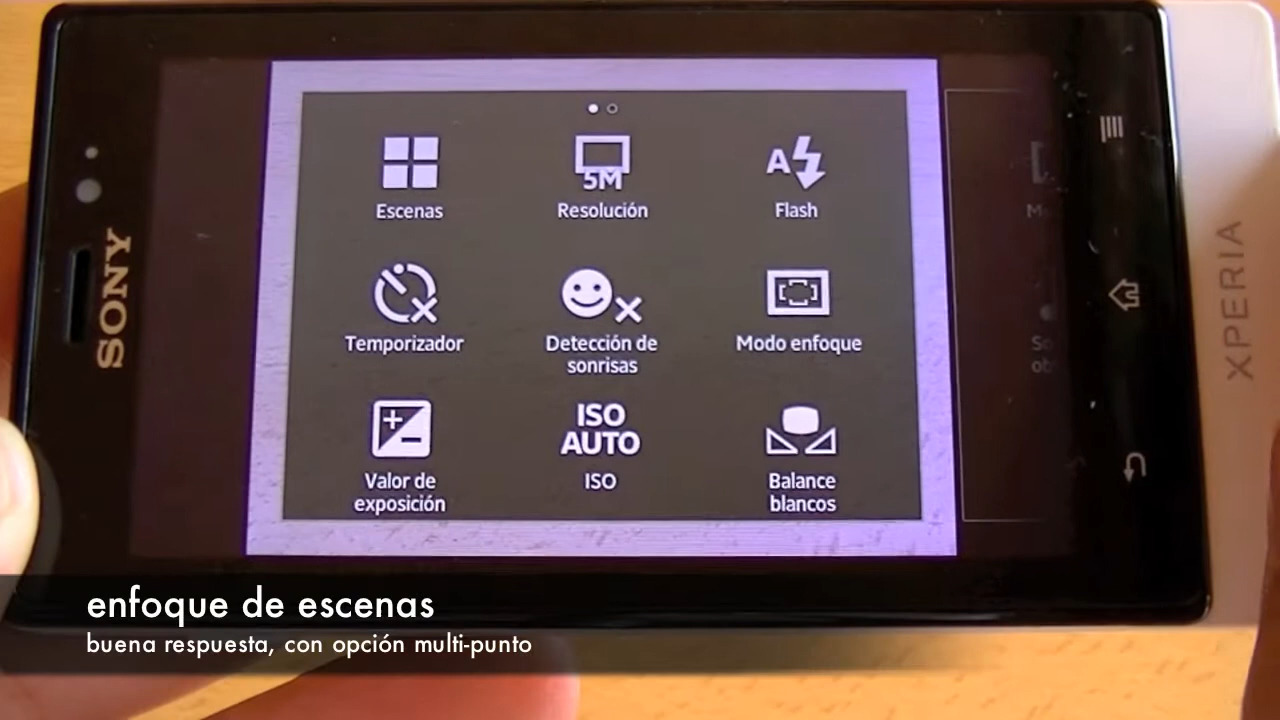 SONY
XPERIA
5M
A
Escenas
Resolución
Flash
Temporizador
Detección de
sonrisas
Modo enfoque
ISO
AUTO
Valor de
exposición
ISO
Balance
blancos
enfoque de escenas
buena respuesta, con opción multi-punto